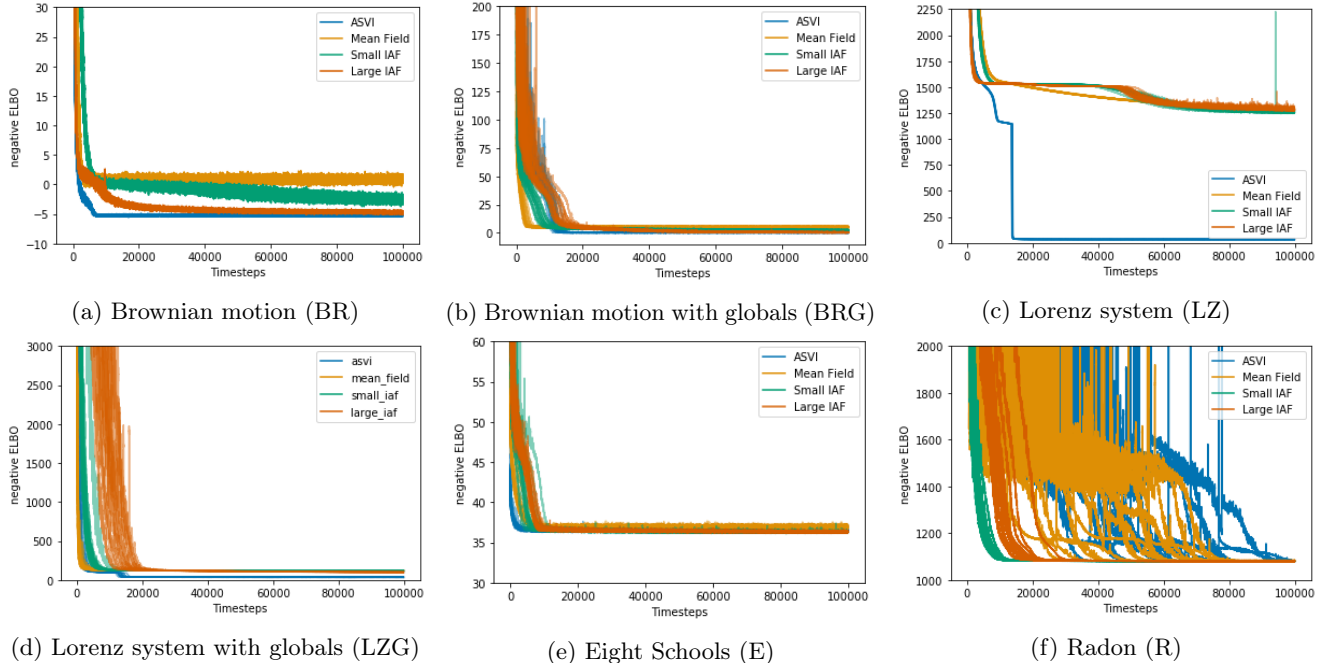 30
25
20
15
10
5
0
−5
−10
negative ELBO
ASVI
Mean Field
Small IAF
Large IAF
0 20000 40000 60000 80000 100000
Timesteps
(a) Brownian motion (BR)
200
175
150
125
100
75
50
25
0
negative ELBO
ASVI
Mean Field
Small IAF
Large IAF
0 20000 40000 60000 80000 100000
Timesteps
(b) Brownian motion with globals (BRG)
2250
2000
1750
1500
1250
1000
750
500
250
0
negative ELBO
ASVI
Mean Field
Small IAF
Large IAF
0 20000 40000 60000 80000 100000
Timesteps
(c) Lorenz system (LZ)
3000
2500
2000
1500
1000
500
0
negative ELBO
asvi
mean_field
small_iaf
large_iaf
0 20000 40000 60000 80000 100000
Timesteps
(d) Lorenz system with globals (LZG)
60
55
50
45
40
35
30
negative ELBO
ASVI
Mean Field
Small IAF
Large IAF
0 20000 40000 60000 80000 100000
Timesteps
(e) Eight Schools (E)
2000
1800
1600
1400
1200
1000
negative ELBO
ASVI
Mean Field
Small IAF
Large IAF
0 20000 40000 60000 80000 100000
Timesteps
(f) Radon (R)